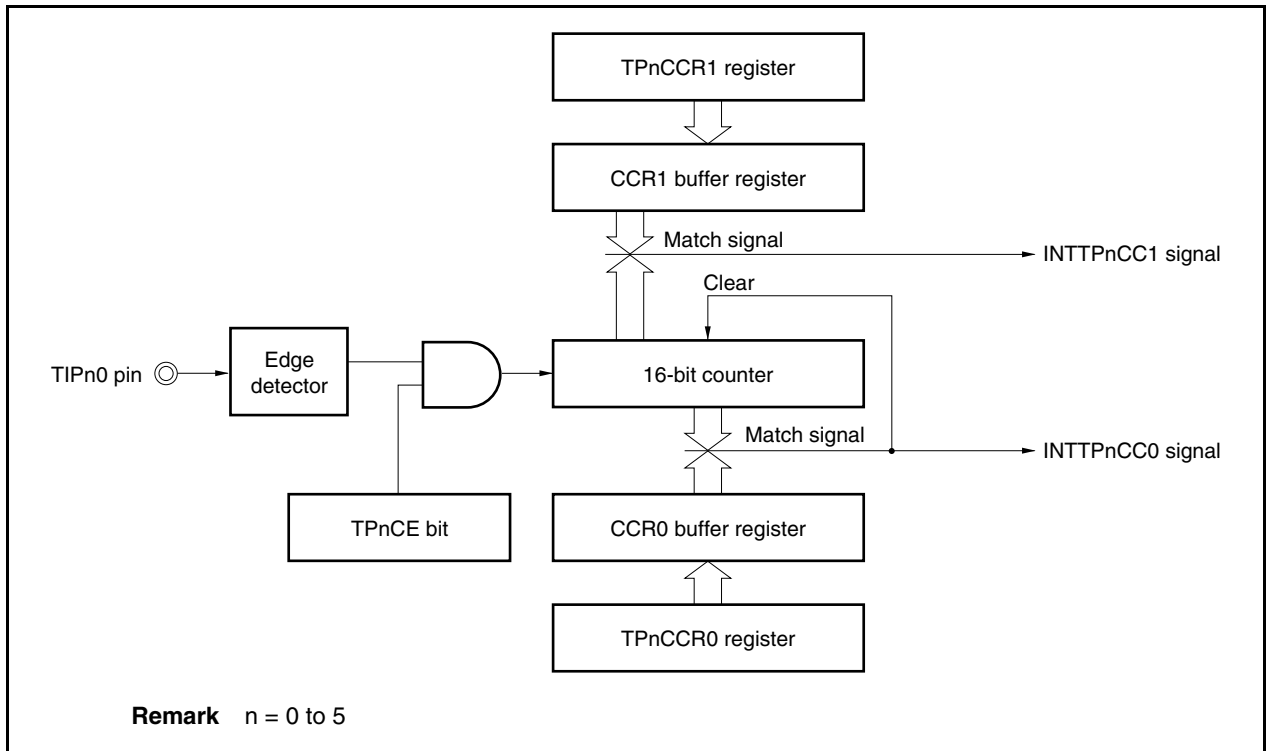 TPnCCR1 register
CCR1 buffer register
Match signal
INTTPnCC1 signal
Clear
TIPn0 pin
Edge
detector
16-bit counter
Match signal
INTTPnCC0 signal
TPnCE bit
CCR0 buffer register
TPnCCR0 register
Remark n = 0 to 5